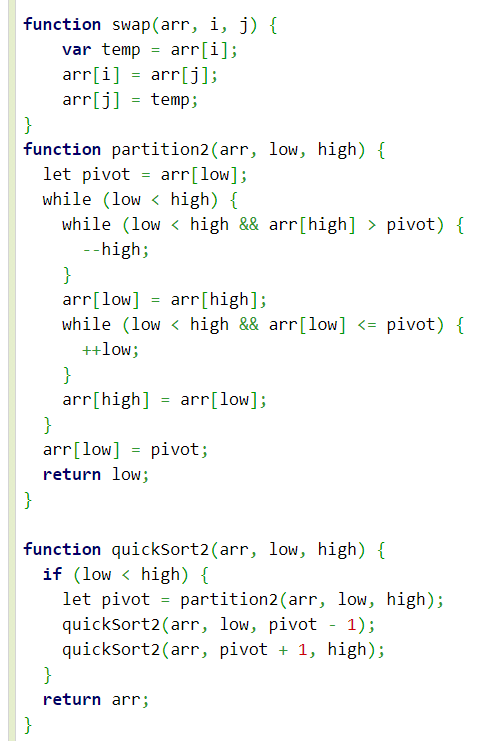 function swap(arr, i, j) {
    var temp = arr[i];
    arr[i] = arr[j];
    arr[j] = temp;
}
function partition2(arr, low, high) {
  let pivot = arr[low];
  while (low < high) {
    while (low < high && arr[high] > pivot) {
      --high;
    }
    arr[low] = arr[high];
    while (low < high && arr[low] <= pivot) {
      ++low;
    }
    arr[high] = arr[low];
  }
  arr[low] = pivot;
  return low;
}

function quickSort2(arr, low, high) {
  if (low < high) {
    let pivot = partition2(arr, low, high);
    quickSort2(arr, low, pivot - 1);
    quickSort2(arr, pivot + 1, high);
  }
  return arr;
}